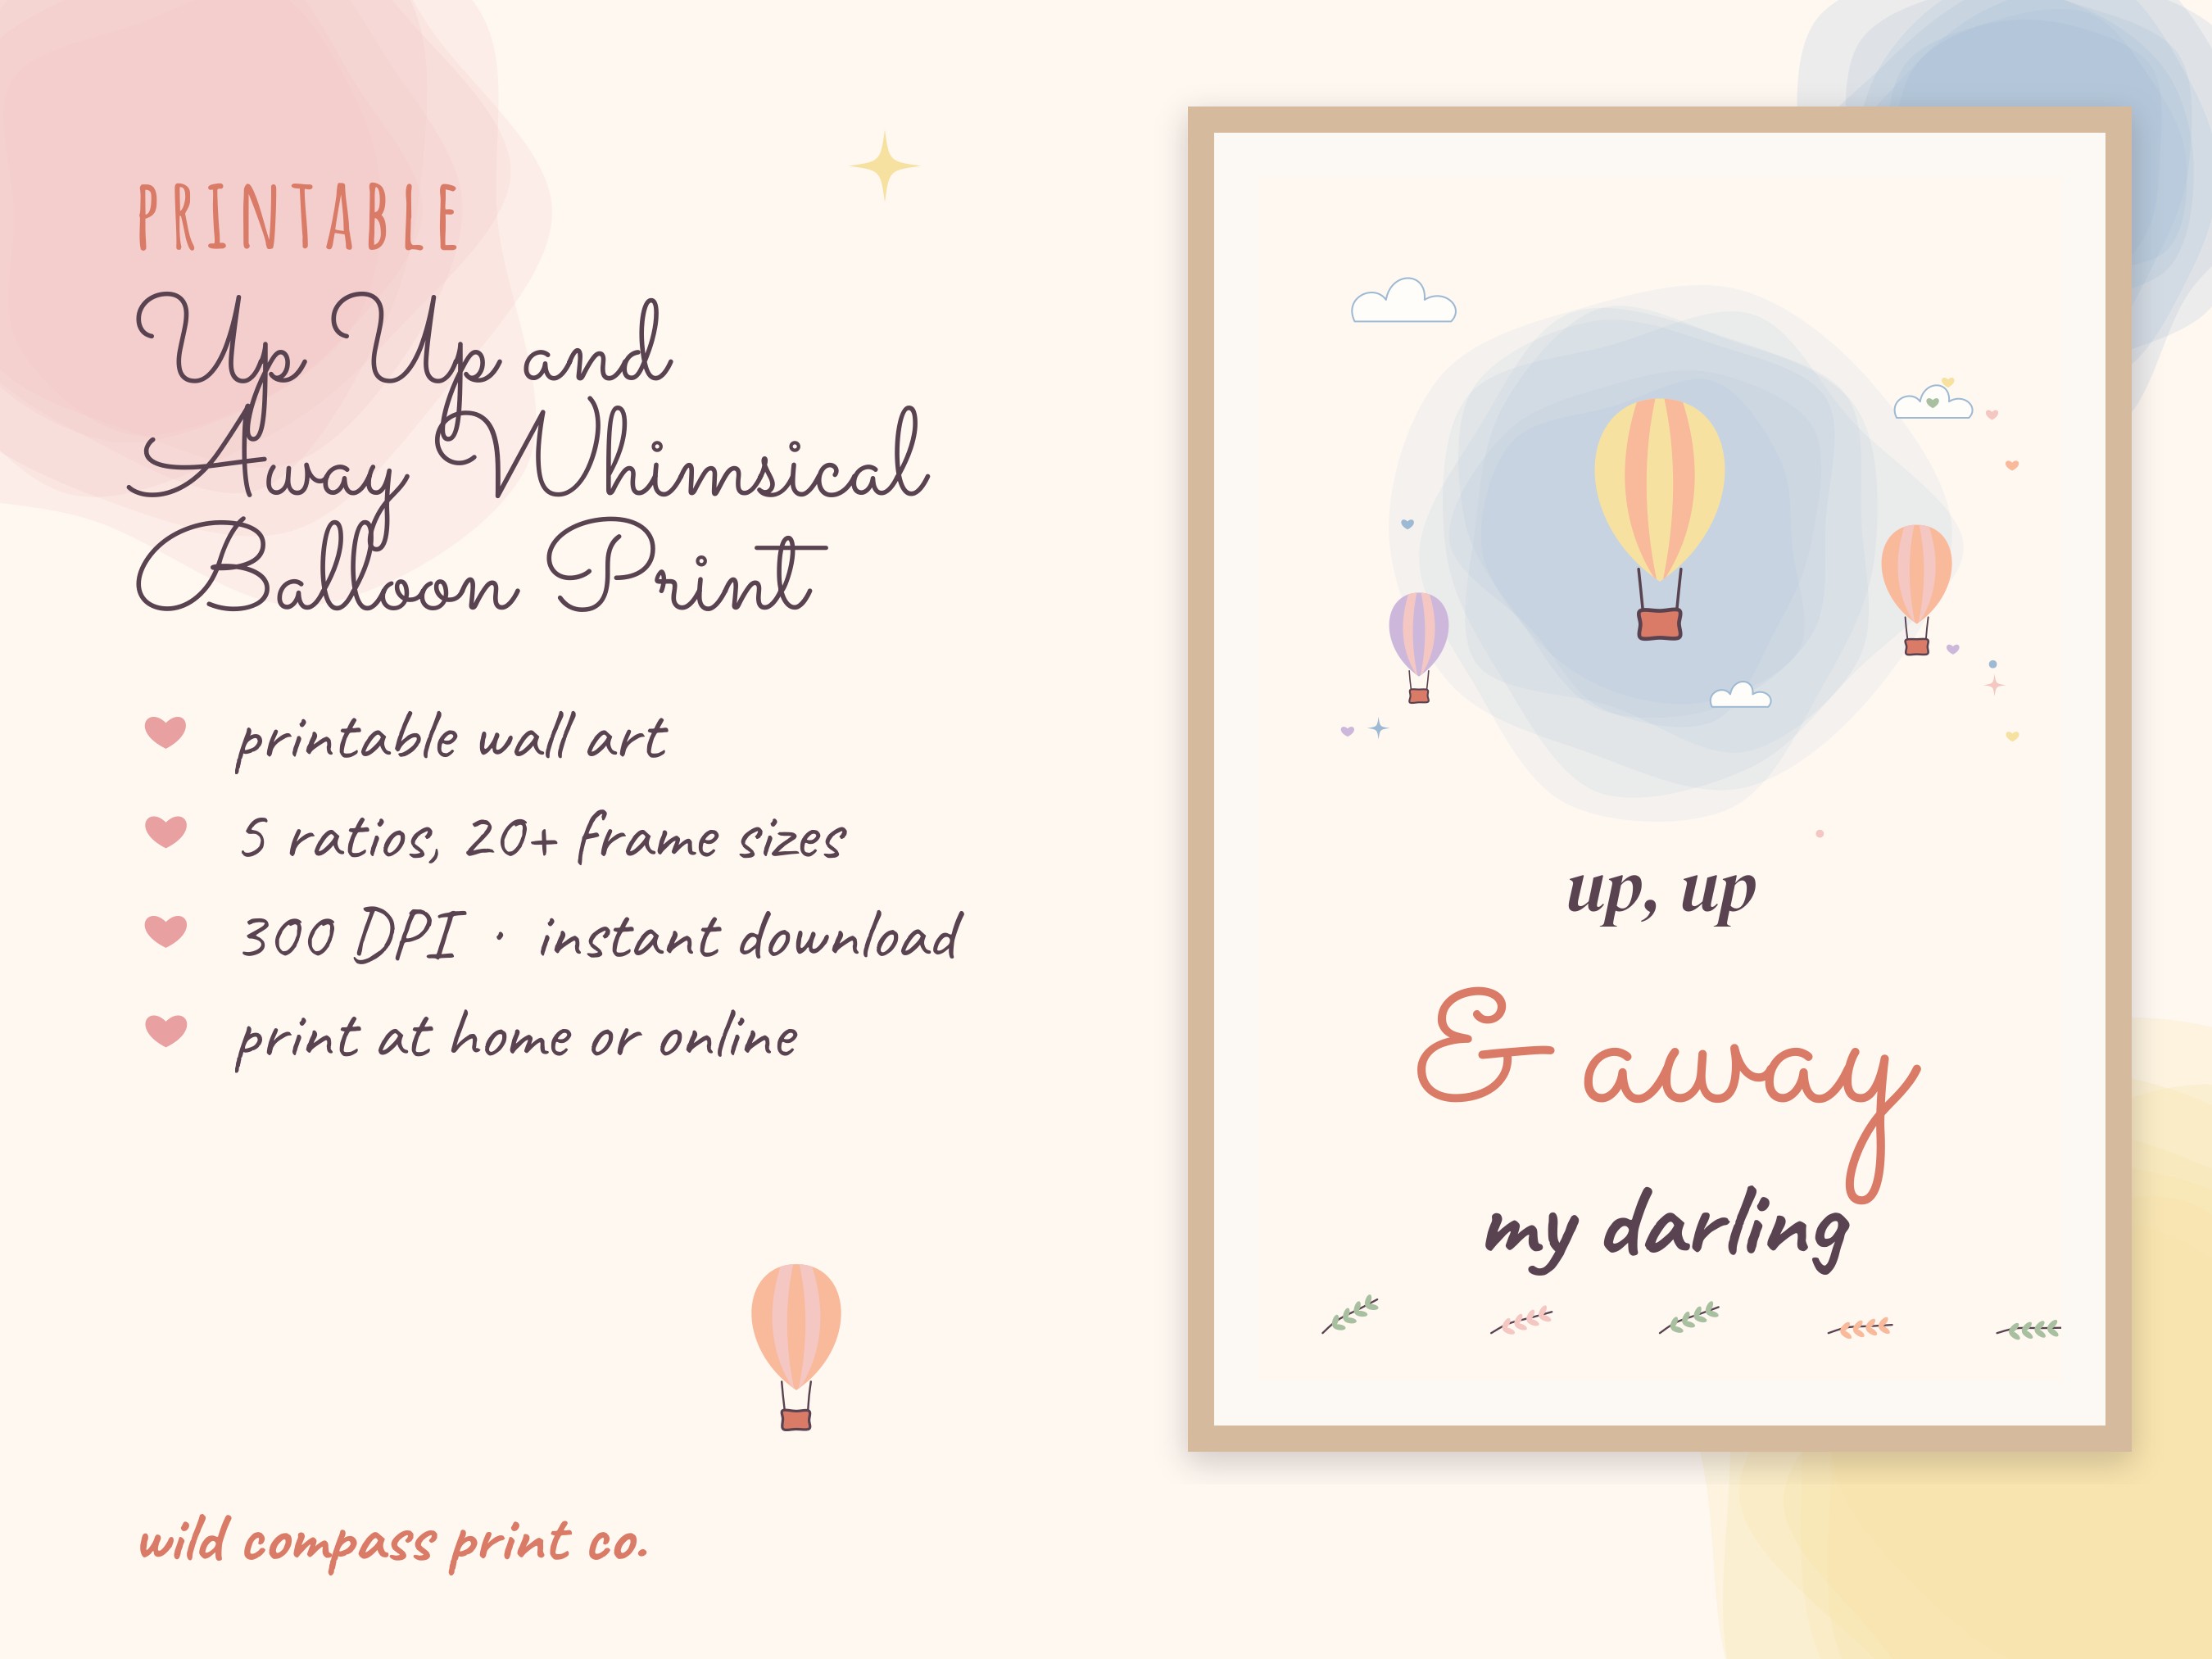 PRINTABLE
Up Up and
Away Whimsical
Balloon Print
printable wall art
5 ratios, 20+ frame sizes
300 DPI · instant download
print at home or online
wild compass print co.
up, up
& away
my darling